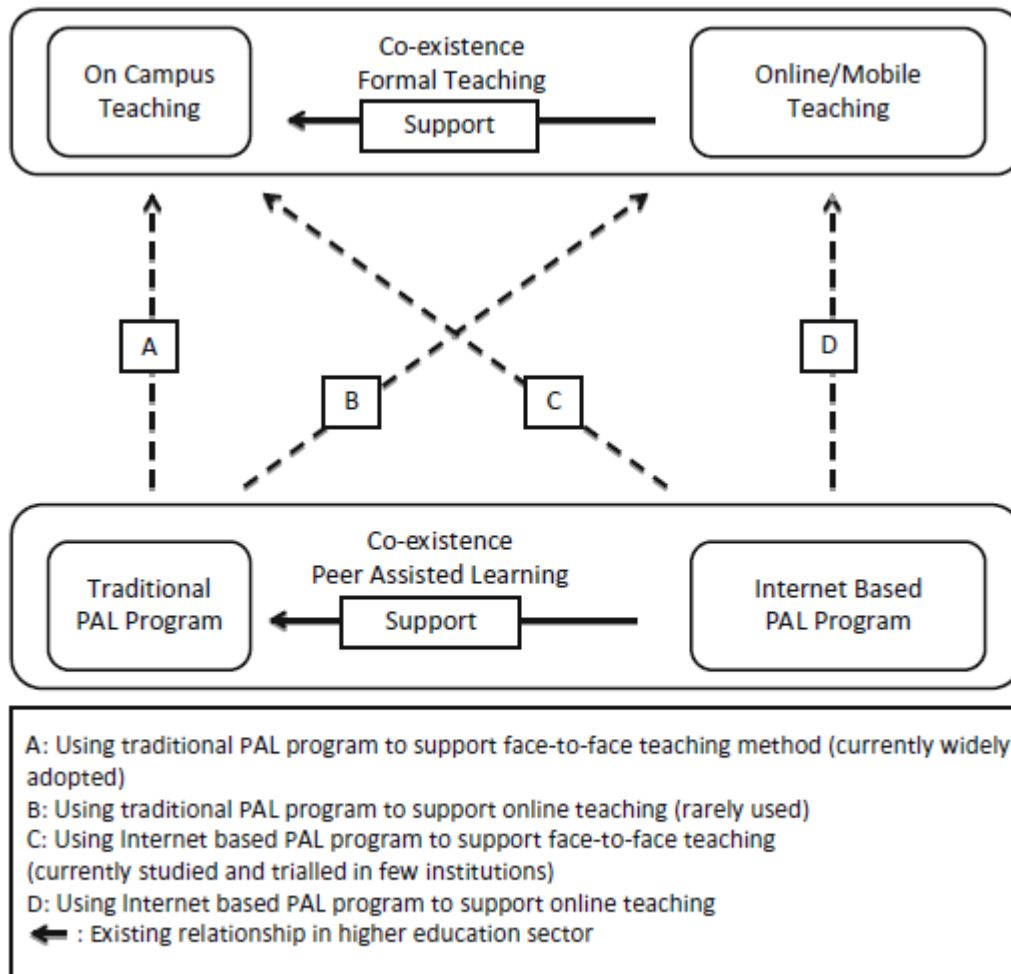 On Campus
Teaching
Co-existence
Formal Teaching
Support
Online/Mobile
Teaching
A
B
C
D
Traditional
PAL Program
Co-existence
Peer Assisted Learning
Support
Internet Based
PAL Program
A: Using traditional PAL program to support face-to-face teaching method (currently widely
adopted)
B: Using traditional PAL program to support online teaching (rarely used)
C: Using Internet based PAL program to support face-to-face teaching
(currently studied and trialled in few institutions)
D: Using Internet based PAL program to support online teaching
: Existing relationship in higher education sector